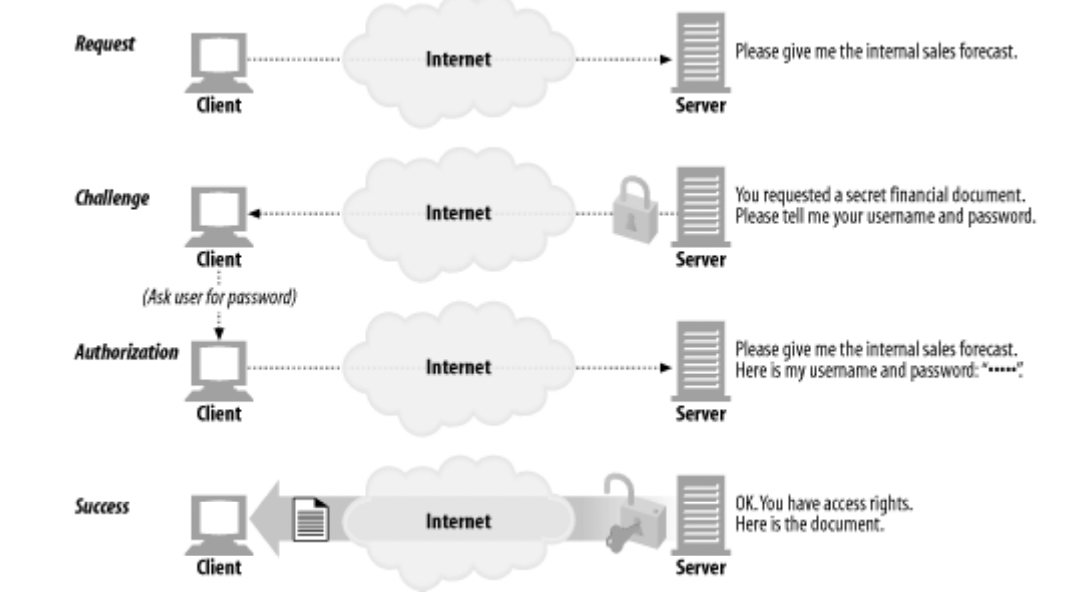 Request
Internet
Please give me the internal sales forecast.
Client
Server
Challenge
Internet
You requested a secret financial document.
Please tell me your username and password.
Client
Server
(Ask user for password)
Authorization
Internet
Please give me the internal sales forecast.
Here is my username and password: “•••••”.
Client
Server
Success
Internet
OK. You have access rights.
Here is the document.
Client
Server